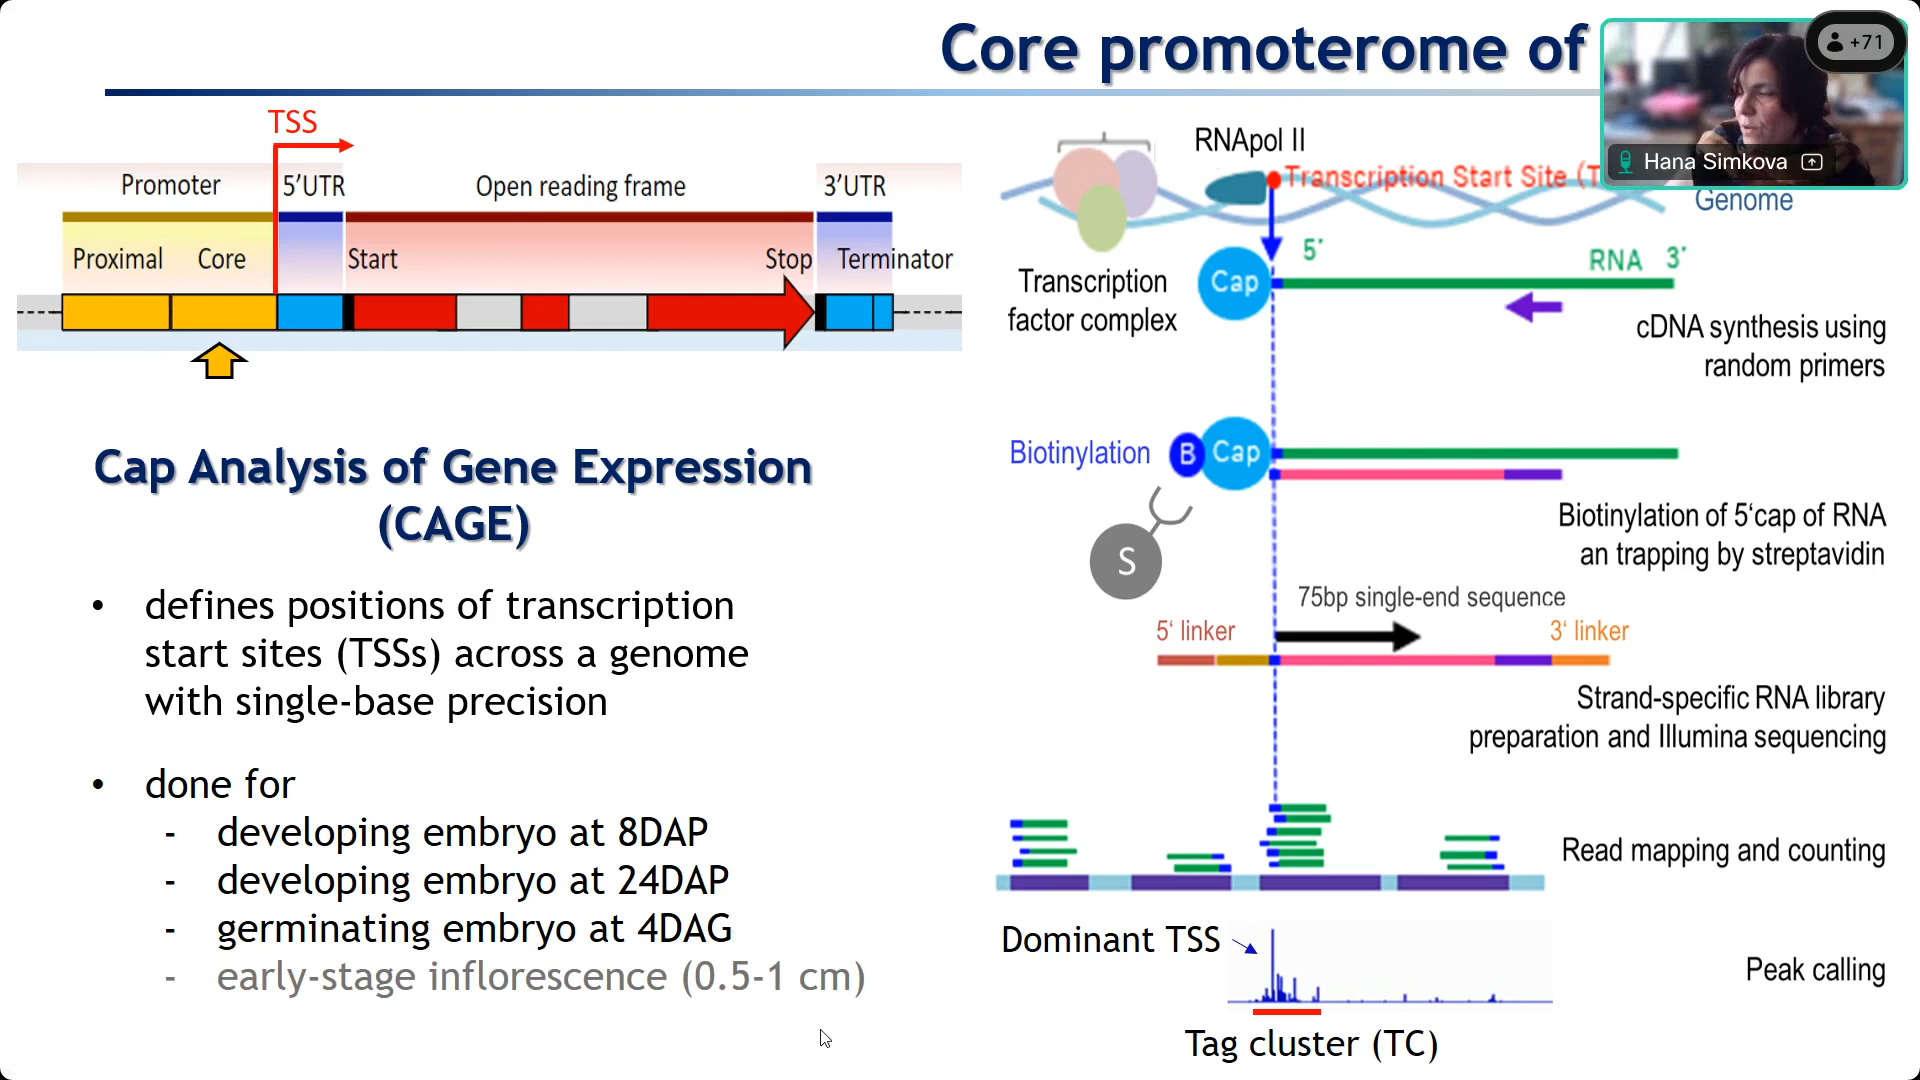 Core promoterome of
+71
Hana Simkova
TSS
Promoter
5’UTR
Open reading frame
3’UTR
Proximal
Core
Start
Stop
Terminator
Cap Analysis of Gene Expression
(CAGE)
• defines positions of transcription
start sites (TSSs) across a genome
with single-base precision
• done for
- developing embryo at 8DAP
- developing embryo at 24DAP
- germinating embryo at 4DAG
- early-stage inflorescence (0.5-1 cm)
RNApol II
Transcription Start Site (T
Genome
Transcription
factor complex
Cap
5’
RNA
3’
cDNA synthesis using
random primers
Biotinylation
B
Cap
S
Biotinylation of 5‘cap of RNA
an trapping by streptavidin
75bp single-end sequence
5‘ linker
3‘ linker
Strand-specific RNA library
preparation and Illumina sequencing
Read mapping and counting
Dominant TSS
Peak calling
Tag cluster (TC)